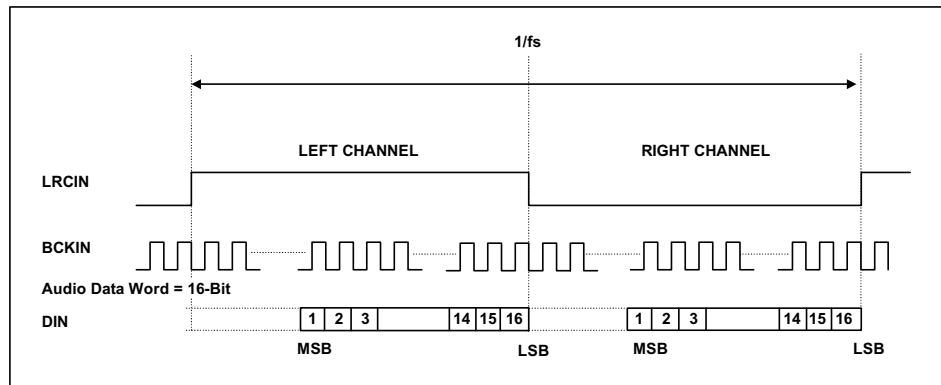 1/fs
LEFT CHANNEL RIGHT CHANNEL
LRCIN
BCKIN
Audio Data Word = 16-Bit
DIN 1 2 3 14 15 16 1 2 3 14 15 16
MSB LSB MSB LSB